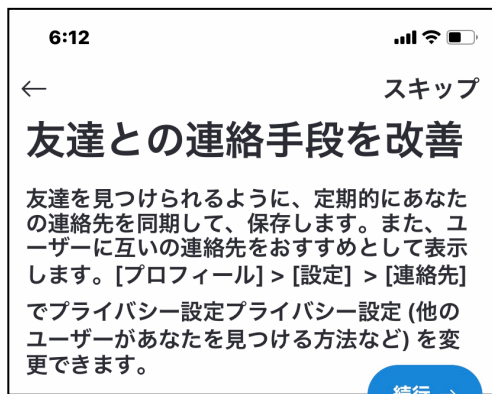 6:12
スキップ
友達との連絡手段を改善
友達を見つけられるように、定期的にあなた
の連絡先を同期して、保存します。また、ユ
ーザーに互いの連絡先をおすすめとして表示
します。[プロフィール] > [設定] > [連絡先]
でプライバシー設定プライバシー設定 (他の
ユーザーがあなたを見つける方法など) を変
更できます。
続行